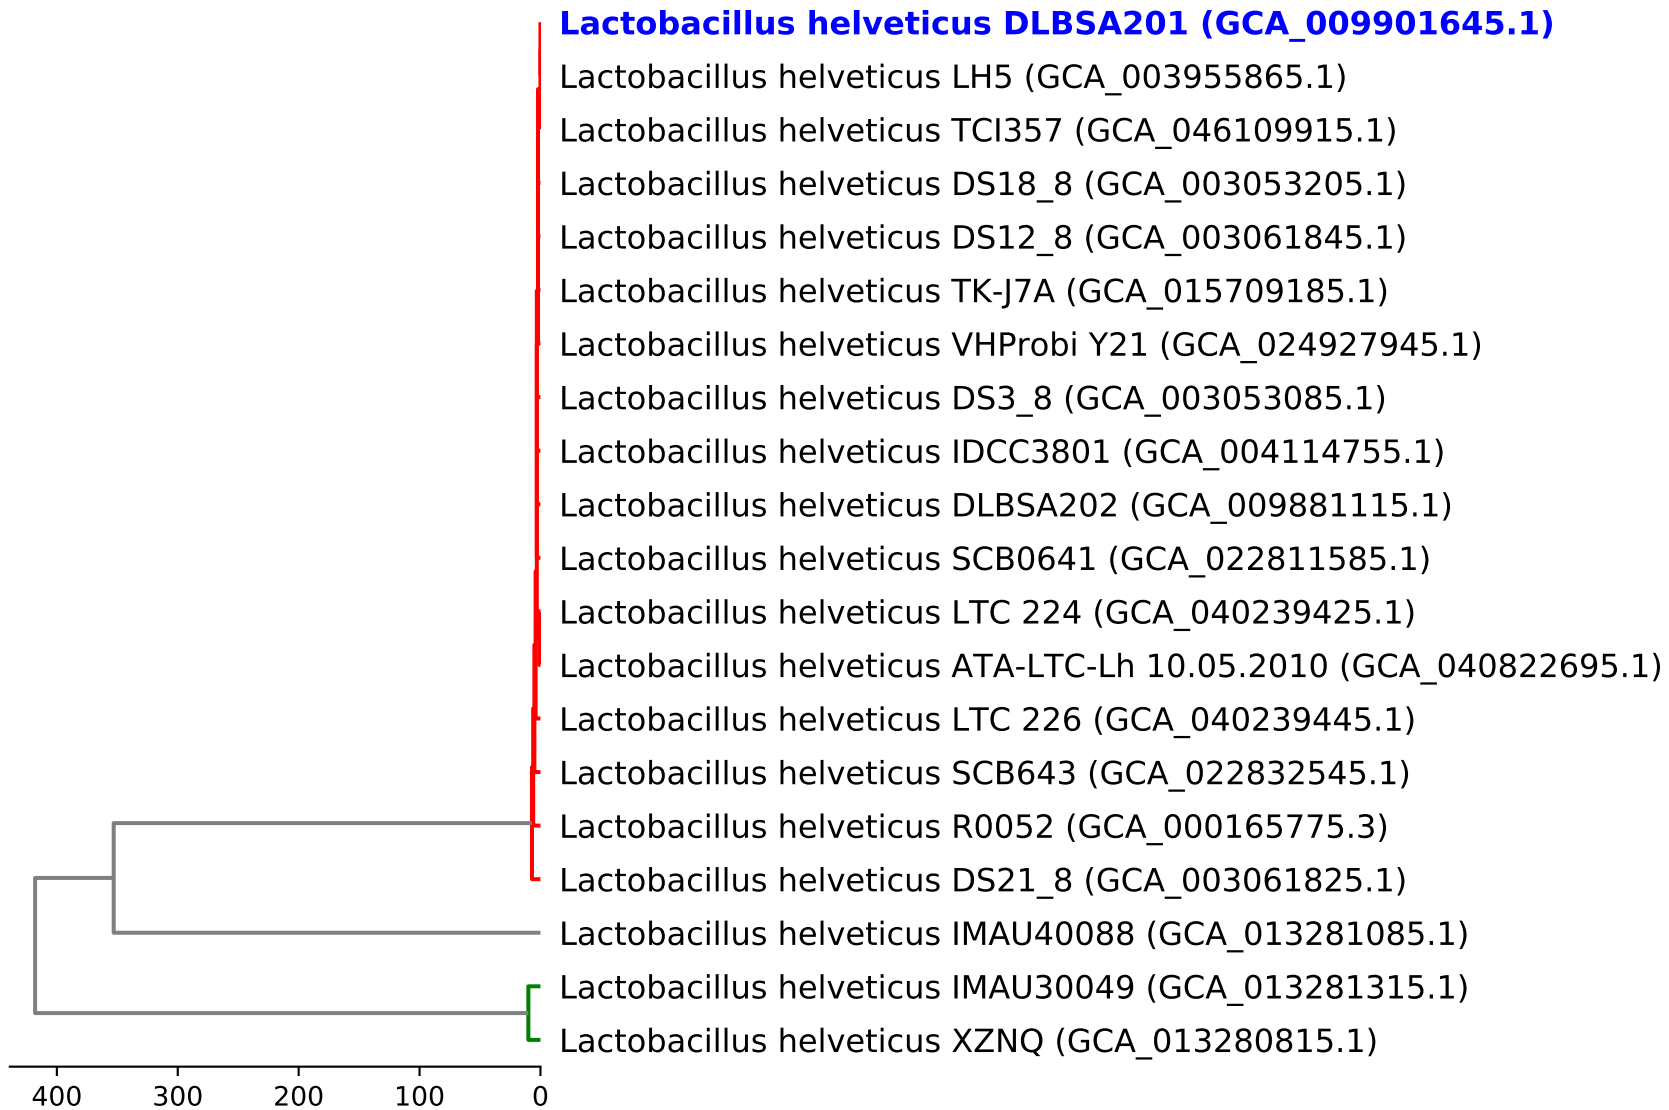 Lactobacillus helveticus DLBSA201 (GCA_009901645.1)
Lactobacillus helveticus LH5 (GCA_003955865.1)
Lactobacillus helveticus TCI357 (GCA_046109915.1)
Lactobacillus helveticus DS18_8 (GCA_003053205.1)
Lactobacillus helveticus DS12_8 (GCA_003061845.1)
Lactobacillus helveticus TK-J7A (GCA_015709185.1)
Lactobacillus helveticus VHProbi Y21 (GCA_024927945.1)
Lactobacillus helveticus DS3_8 (GCA_003053085.1)
Lactobacillus helveticus IDCC3801 (GCA_004114755.1)
Lactobacillus helveticus DLBSA202 (GCA_009881115.1)
Lactobacillus helveticus SCB0641 (GCA_022811585.1)
Lactobacillus helveticus LTC 224 (GCA_040239425.1)
Lactobacillus helveticus ATA-LTC-Lh 10.05.2010 (GCA_040822695.1)
Lactobacillus helveticus LTC 226 (GCA_040239445.1)
Lactobacillus helveticus SCB643 (GCA_022832545.1)
Lactobacillus helveticus R0052 (GCA_000165775.3)
Lactobacillus helveticus DS21_8 (GCA_003061825.1)
Lactobacillus helveticus IMAU40088 (GCA_013281085.1)
Lactobacillus helveticus IMAU30049 (GCA_013281315.1)
Lactobacillus helveticus XZNQ (GCA_013280815.1)
400 300 200 100 0